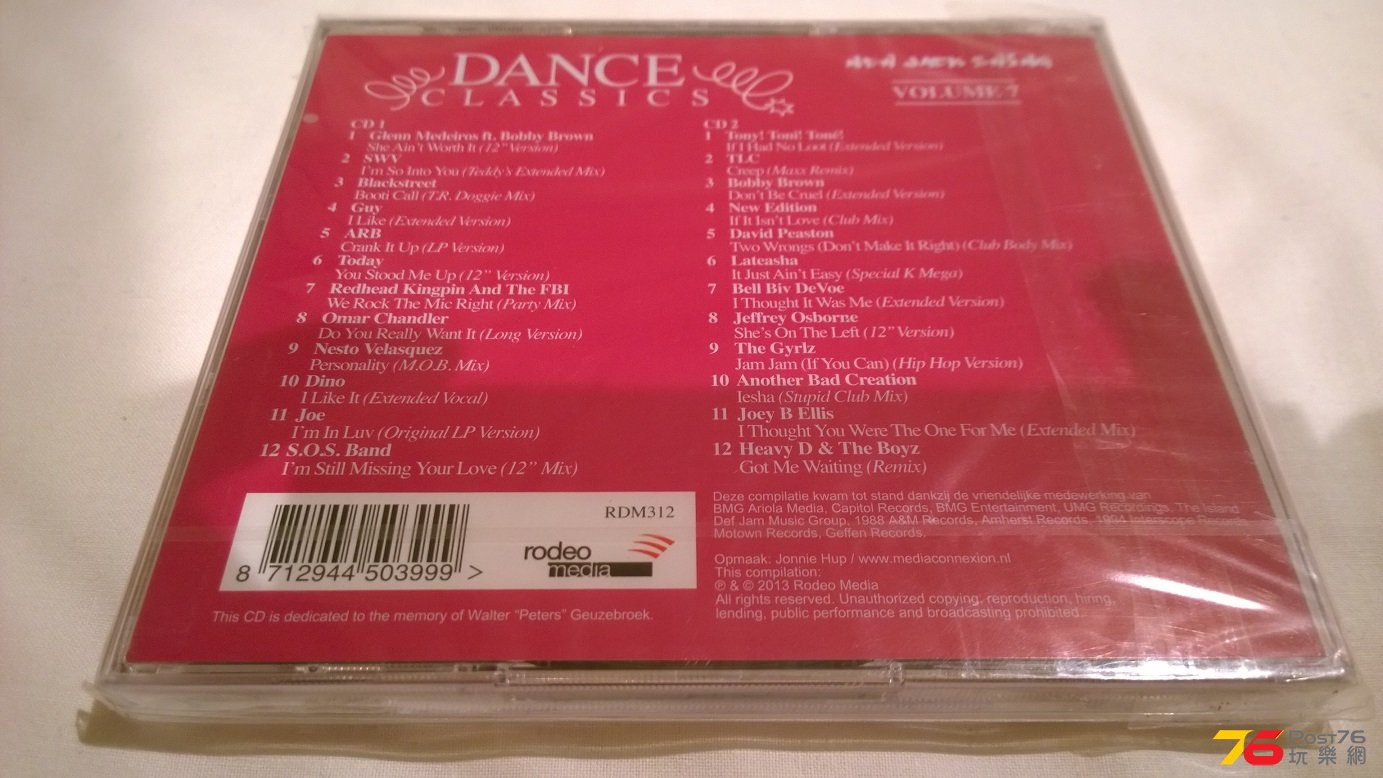 DANCE
CLASSICS
NEW JACK SWING
VOLUME 7
CD 1
1 Glenn Medeiros ft. Bobby Brown
She Ain't Worth It (12" Version)
2 SWV
I'm So Into You (Teddy's Extended Mix)
3 Blackstreet
Booti Call (T.R. Doggie Mix)
4 Guy
I Like (Extended Version)
5 ARB
Crank It Up (LP Version)
6 Today
You Stood Me Up (12" Version)
7 Redhead Kingpin And The FBI
We Rock The Mic Right (Party Mix)
8 Omar Chandler
Do You Really Want It (Long Version)
9 Nesto Velasquez
Personality (M.O.B. Mix)
10 Dino
I Like It (Extended Vocal)
11 Joe
I'm In Luv (Original LP Version)
12 S.O.S. Band
I'm Still Missing Your Love (12" Mix)
CD 2
1 Tony! Toni! Toné!
If I Had No Loot (Extended Version)
2 TLC
Creep (Maxx Remix)
3 Bobby Brown
Don't Be Cruel (Extended Version)
4 New Edition
If It Isn't Love (Club Mix)
5 David Peaston
Two Wrongs (Don't Make It Right) (Club Body Mix)
6 Lateasha
It Just Ain't Easy (Special K Mega)
7 Bell Biv DeVoe
I Thought It Was Me (Extended Version)
8 Jeffrey Osborne
She's On The Left (12" Version)
9 The Gyrlz
Jam Jam (If You Can) (Hip Hop Version)
10 Another Bad Creation
Iesha (Stupid Club Mix)
11 Joey B Ellis
I Thought You Were The One For Me (Extended Mix)
12 Heavy D & The Boyz
Got Me Waiting (Remix)
RDM312
rodeo
media
8 712944 503999 >
This CD is dedicated to the memory of Walter "Peters" Geuzebroek.
Deze compilatie kwam tot stand dankzij de vriendelijke medewerking van
BMG Ariola Media, Capitol Records, BMG Entertainment, UMG Recordings. The Island
Def Jam Music Group, 1988 A&M Records, Amherst Records, 1994 Interscope Records
Motown Records, Geffen Records.
Opmaak: Jonnie Hup / www.mediaconnexion.nl
This compilation:
℗ & © 2013 Rodeo Media
All rights reserved. Unauthorized copying, reproduction, hiring,
lending, public performance and broadcasting prohibited.
76 Post76
玩樂網